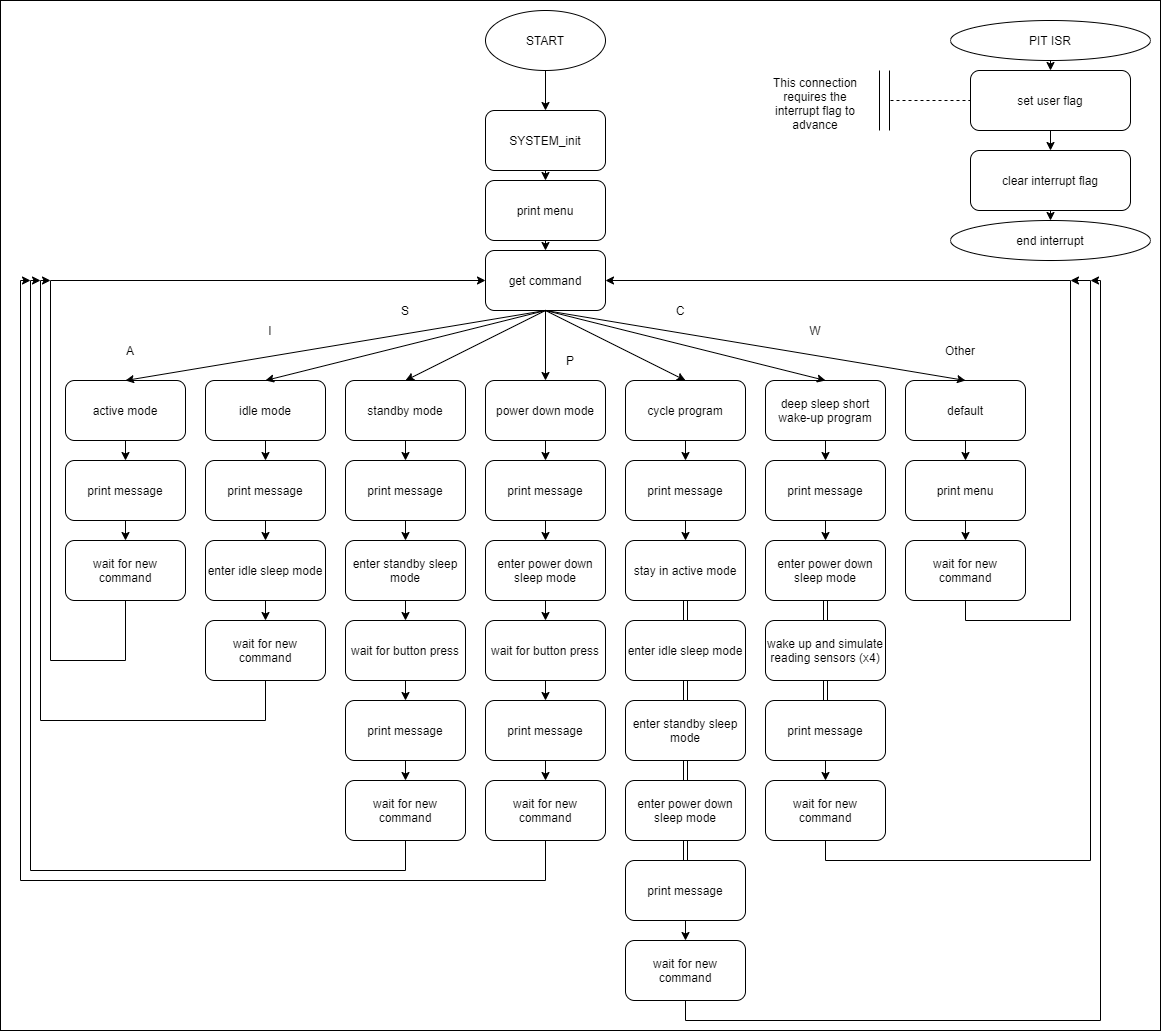 START
PIT ISR
This connection
requires the
interrupt flag to
advance
set user flag
SYSTEM_init
clear interrupt flag
print menu
end interrupt
get command
A
I
S
P
C
W
Other
active mode
idle mode
standby mode
power down mode
cycle program
deep sleep short
wake-up program
default
print message
print message
print message
print message
print message
print message
print menu
wait for new
command
enter idle sleep mode
enter standby sleep
mode
enter power down
sleep mode
stay in active mode
enter power down
sleep mode
wait for new
command
wait for new
command
wait for button press
wait for button press
enter idle sleep mode
wake up and simulate
reading sensors (x4)
print message
print message
enter standby sleep
mode
print message
wait for new
command
wait for new
command
enter power down
sleep mode
wait for new
command
print message
wait for new
command